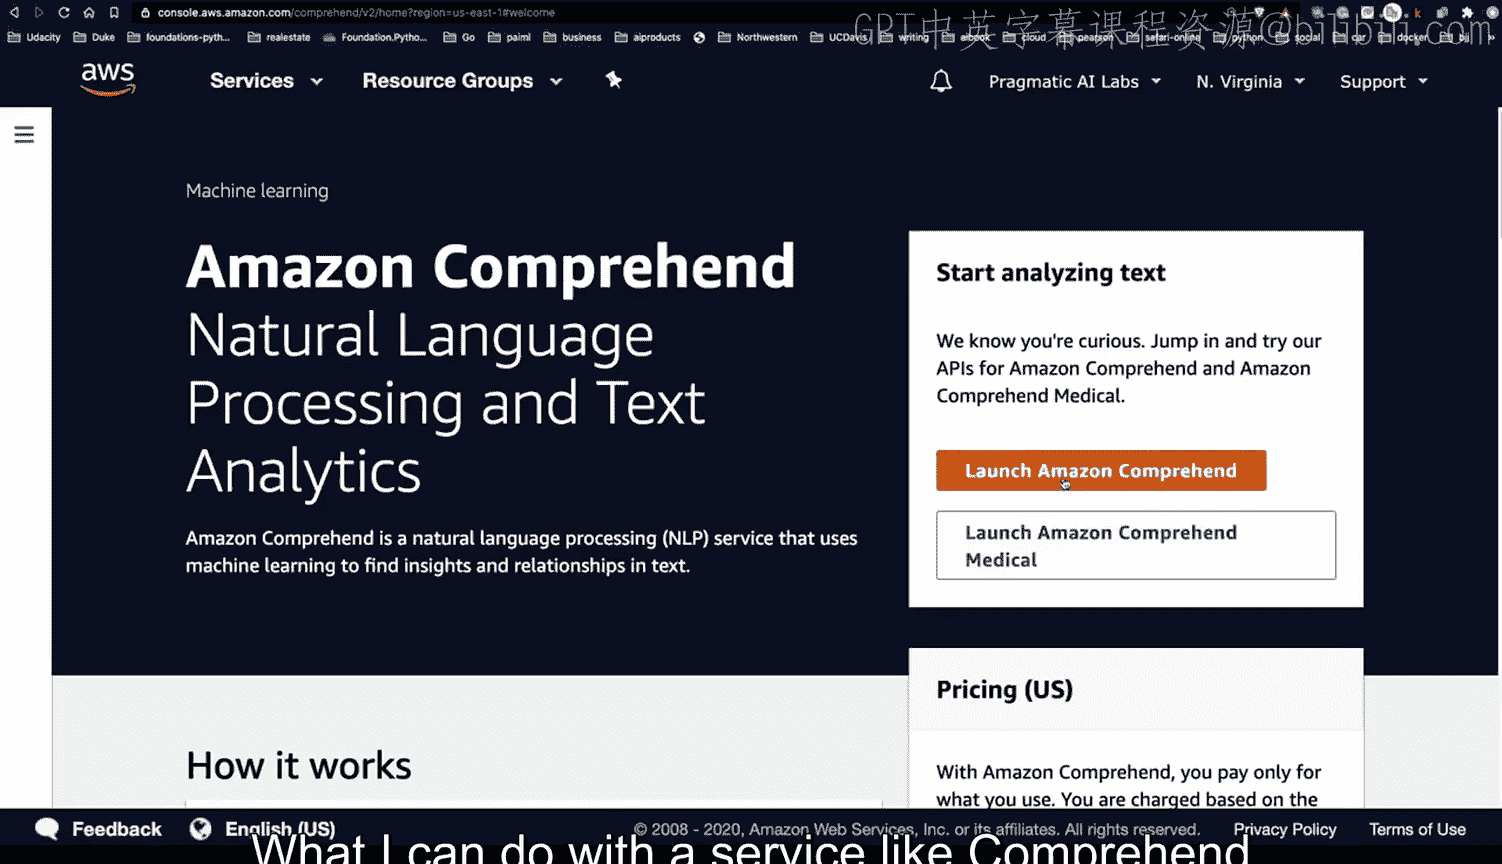 console.aws.amazon.com/comprehend/v2/home?region=us-east-1#welcome
GPT中英字幕课程资源@bilibili.com
Udacity Duke foundations-pyth... realestate Foundation.Pytho... Go paiml business aiproducts Northwestern UCDavis writing aibook cloud pearson safari-online python social car docker
aws Services Resource Groups Pragmatic AI Labs N. Virginia Support
Machine learning
Amazon Comprehend
Natural Language
Processing and Text
Analytics
Amazon Comprehend is a natural language processing (NLP) service that uses
machine learning to find insights and relationships in text.
Start analyzing text
We know you're curious. Jump in and try our
APIs for Amazon Comprehend and Amazon
Comprehend Medical.
Launch Amazon Comprehend
Launch Amazon Comprehend
Medical
Pricing (US)
With Amazon Comprehend, you pay only for
what you use. You are charged based on the
How it works
Feedback English (US) © 2008 - 2020, Amazon Web Services, Inc. or its affiliates. All rights reserved. Privacy Policy Terms of Use
What I can do with a service like Comprehend